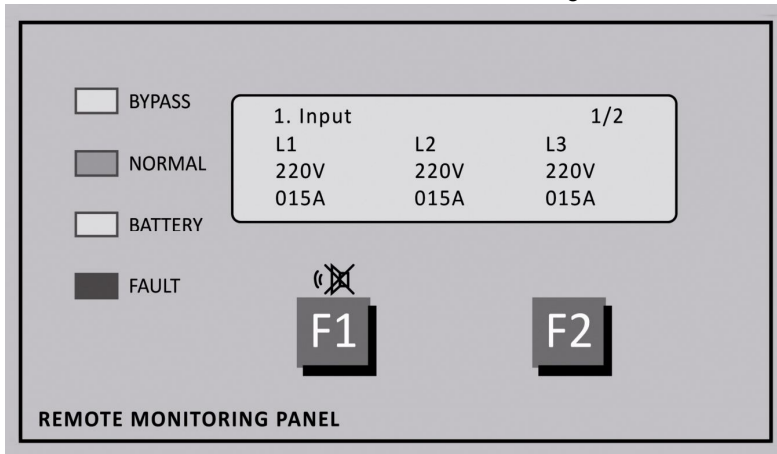 BYPASS
NORMAL
BATTERY
FAULT
1. Input 1/2
L1 L2 L3
220V 220V 220V
015A 015A 015A
F1 F2
REMOTE MONITORING PANEL